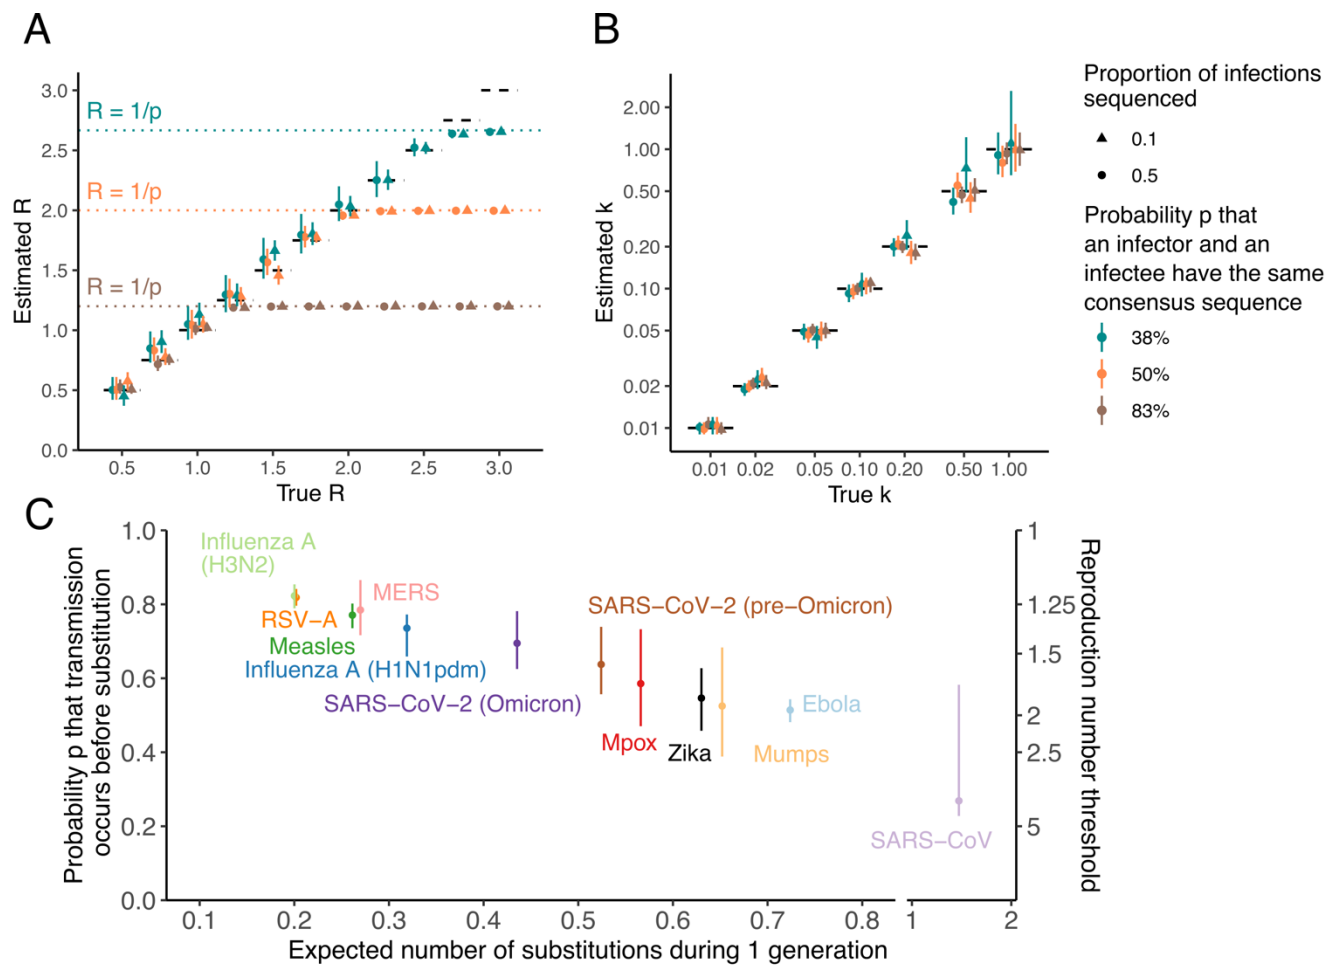 A
B
3.0
2.5
2.0
1.5
1.0
0.5
0.0
Estimated R
R = 1/p
R = 1/p
R = 1/p
0.5
1.0
1.5
2.0
2.5
3.0
True R
2.00
1.00
0.50
0.20
0.10
0.05
0.02
0.01
Estimated k
0.01
0.02
0.05
0.10
0.20
0.50
1.00
True k
Proportion of infections
sequenced
0.1
0.5
Probability p that
an infector and an
infectee have the same
consensus sequence
38%
50%
83%
C
1.0
0.8
0.6
0.4
0.2
0.0
Probability p that transmission
occurs before substitution
Influenza A
(H3N2)
RSV−A
Measles
MERS
Influenza A (H1N1pdm)
SARS−CoV−2 (Omicron)
SARS−CoV−2 (pre−Omicron)
Mpox
Zika
Mumps
Ebola
SARS−CoV
1
1.25
1.5
2
2.5
5
Reproduction number threshold
0.1
0.2
0.3
0.4
0.5
0.6
0.7
0.8
1
2
Expected number of substitutions during 1 generation